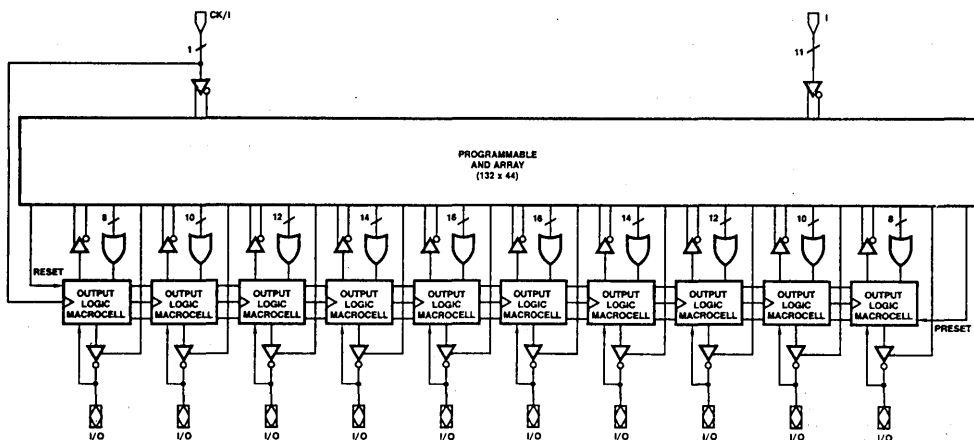 CK/I
I
1
11
PROGRAMMABLE
AND ARRAY
(132 x 44)
8
10
12
14
16
16
14
12
10
8
RESET
OUTPUT
LOGIC
MACROCELL
OUTPUT
LOGIC
MACROCELL
OUTPUT
LOGIC
MACROCELL
OUTPUT
LOGIC
MACROCELL
OUTPUT
LOGIC
MACROCELL
OUTPUT
LOGIC
MACROCELL
OUTPUT
LOGIC
MACROCELL
OUTPUT
LOGIC
MACROCELL
OUTPUT
LOGIC
MACROCELL
OUTPUT
LOGIC
MACROCELL
PRESET
I/O
I/O
I/O
I/O
I/O
I/O
I/O
I/O
I/O
I/O